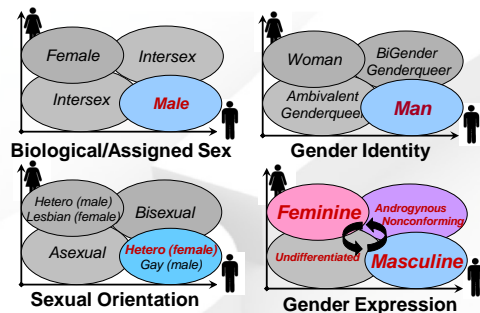 Female
Intersex
Intersex
Male
Biological/Assigned Sex
Woman
BiGender
Genderqueer
Ambivalent
Genderqueer
Man
Gender Identity
Hetero (male)
Lesbian (female)
Bisexual
Asexual
Hetero (female)
Gay (male)
Sexual Orientation
Feminine
Androgynous
Nonconforming
Undifferentiated
Masculine
Gender Expression